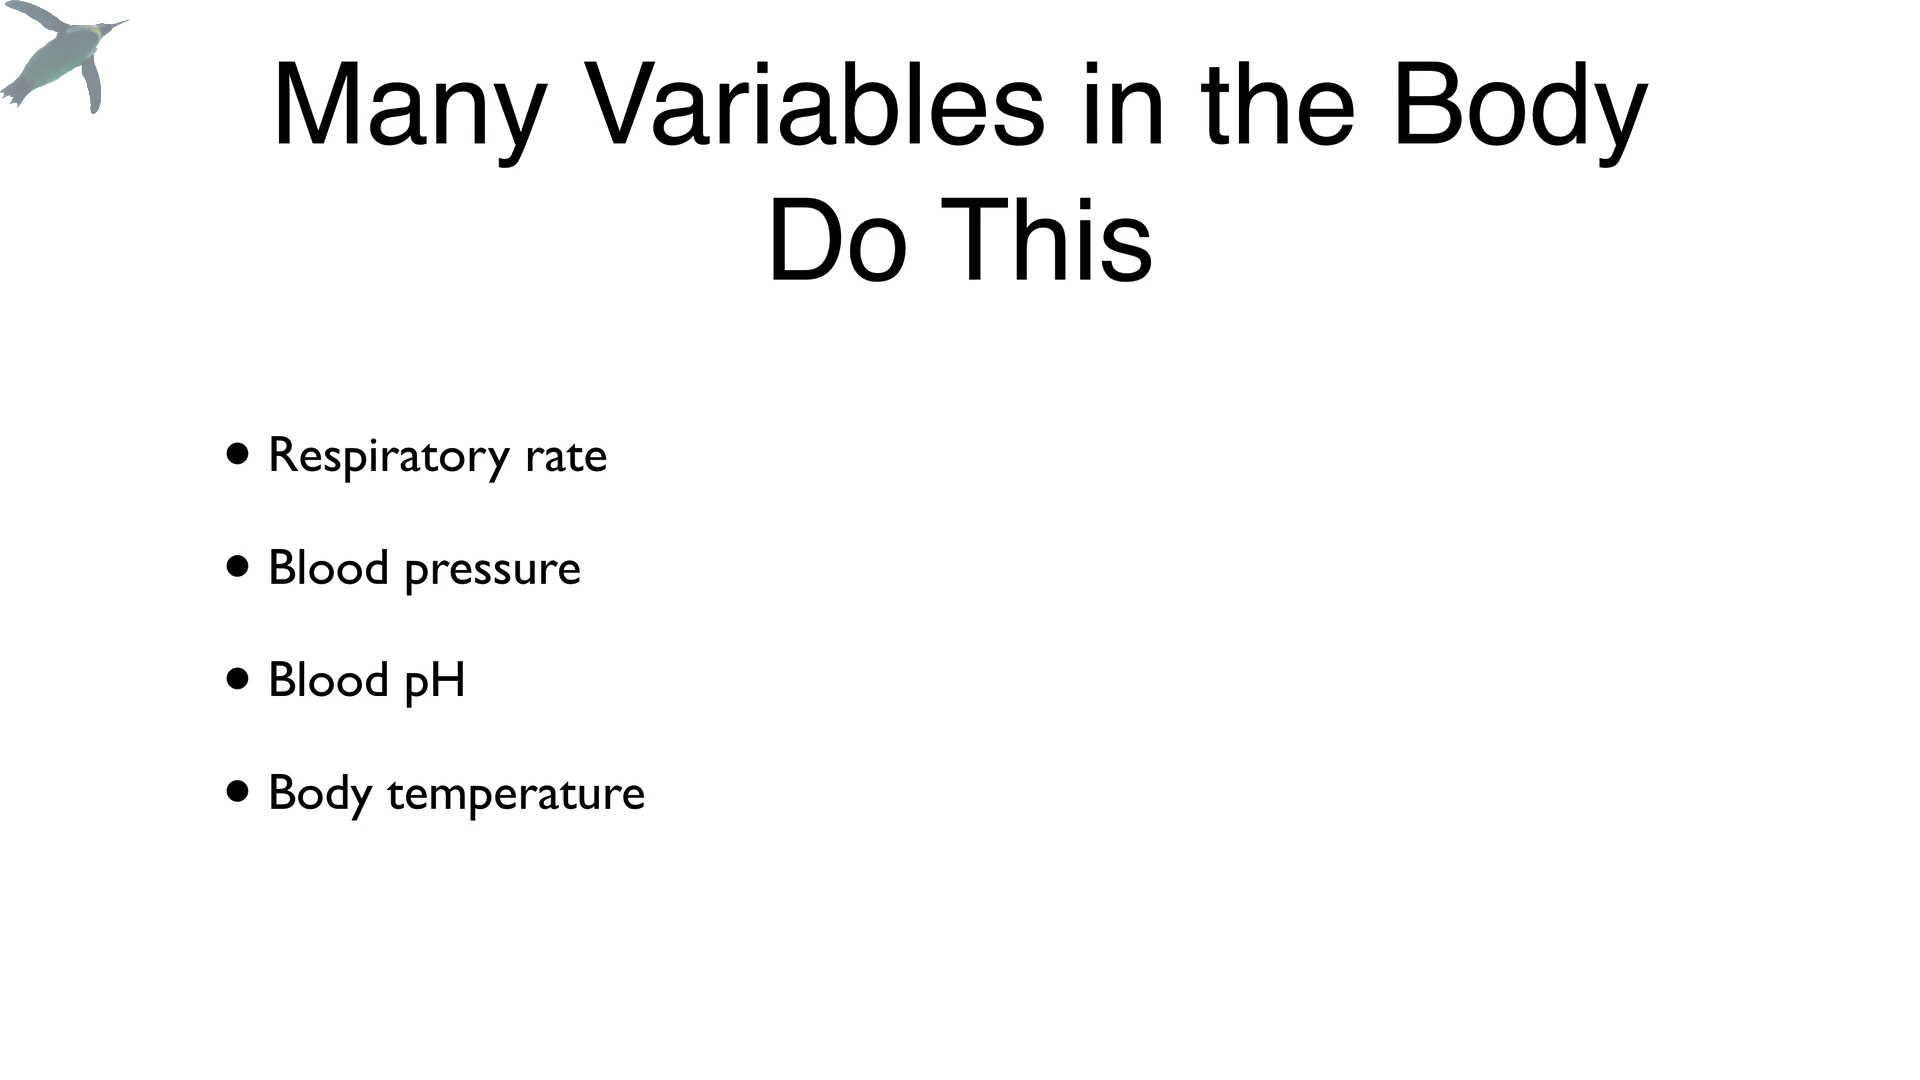 Many Variables in the Body
Do This
• Respiratory rate
• Blood pressure
• Blood pH
• Body temperature